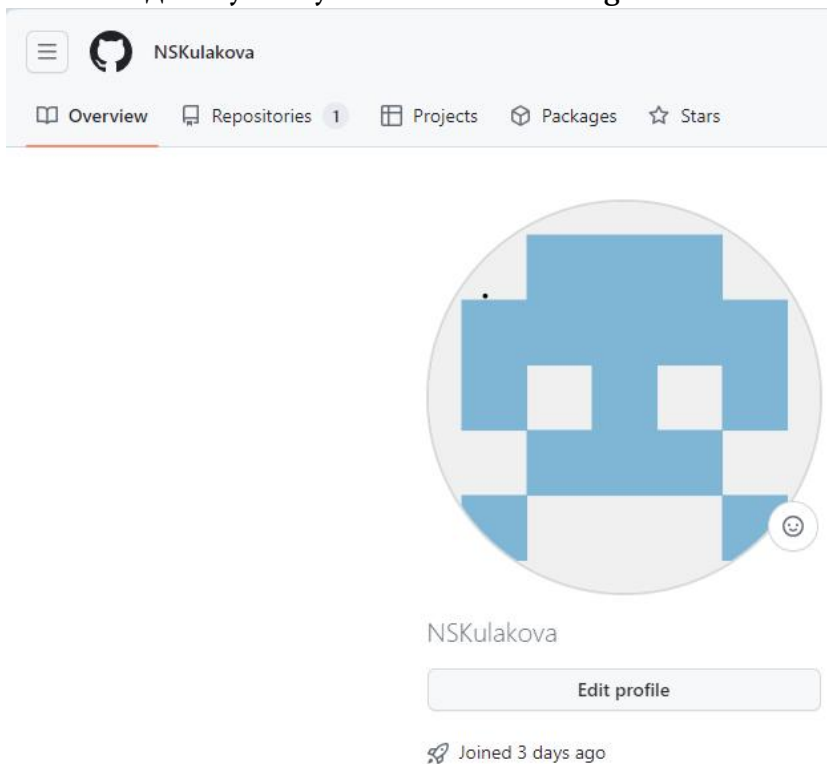 NSKulakova
Overview Repositories 1 Projects Packages Stars
NSKulakova
Edit profile
Joined 3 days ago